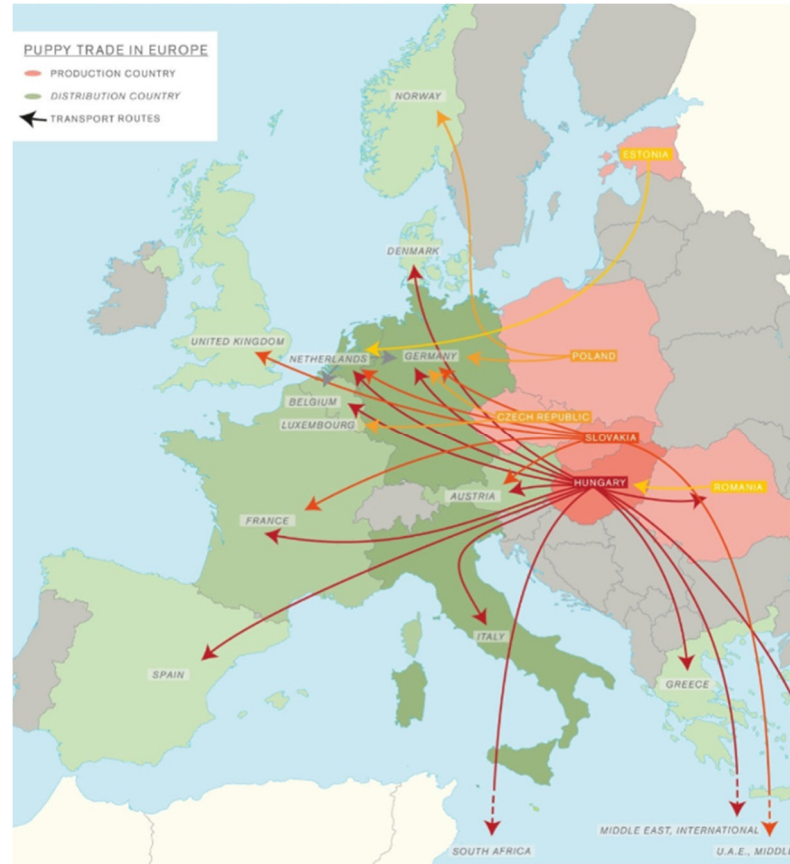 PUPPY TRADE IN EUROPE
PRODUCTION COUNTRY
DISTRIBUTION COUNTRY
TRANSPORT ROUTES
NORWAY
ESTONIA
DENMARK
UNITED KINGDOM
NETHERLANDS
GERMANY
POLAND
BELGIUM
CZECH REPUBLIC
LUXEMBOURG
SLOVAKIA
HUNGARY
ROMANIA
AUSTRIA
FRANCE
ITALY
SPAIN
GREECE
MIDDLE EAST, INTERNATIONAL
SOUTH AFRICA
U.A.E., MIDDL